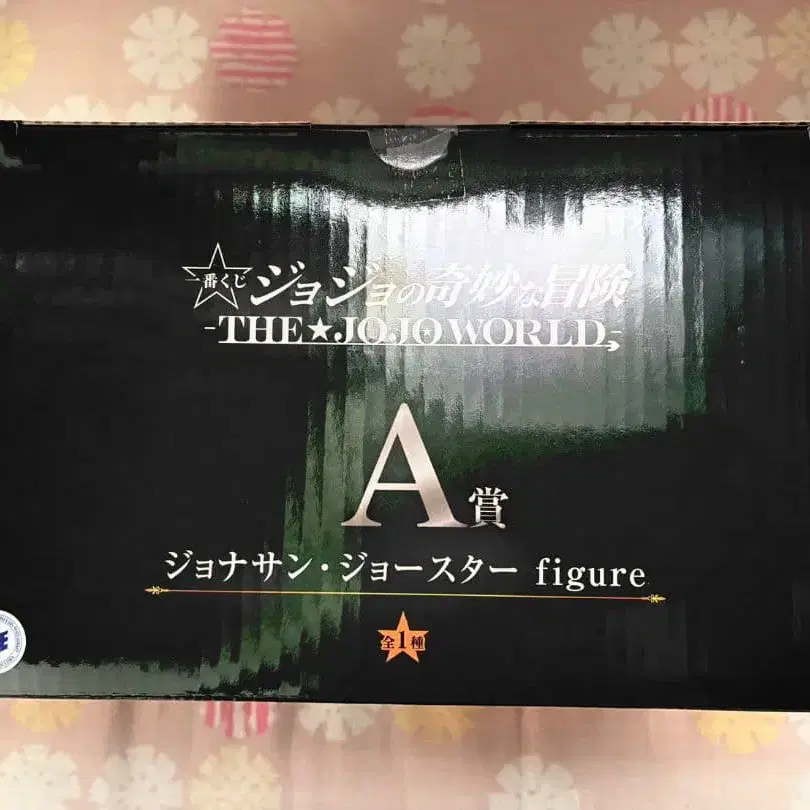 一番くじ ジョジョの奇妙な冒険
-THE★JOJO WORLD-
A賞
ジョナサン・ジョースター figure
全1種